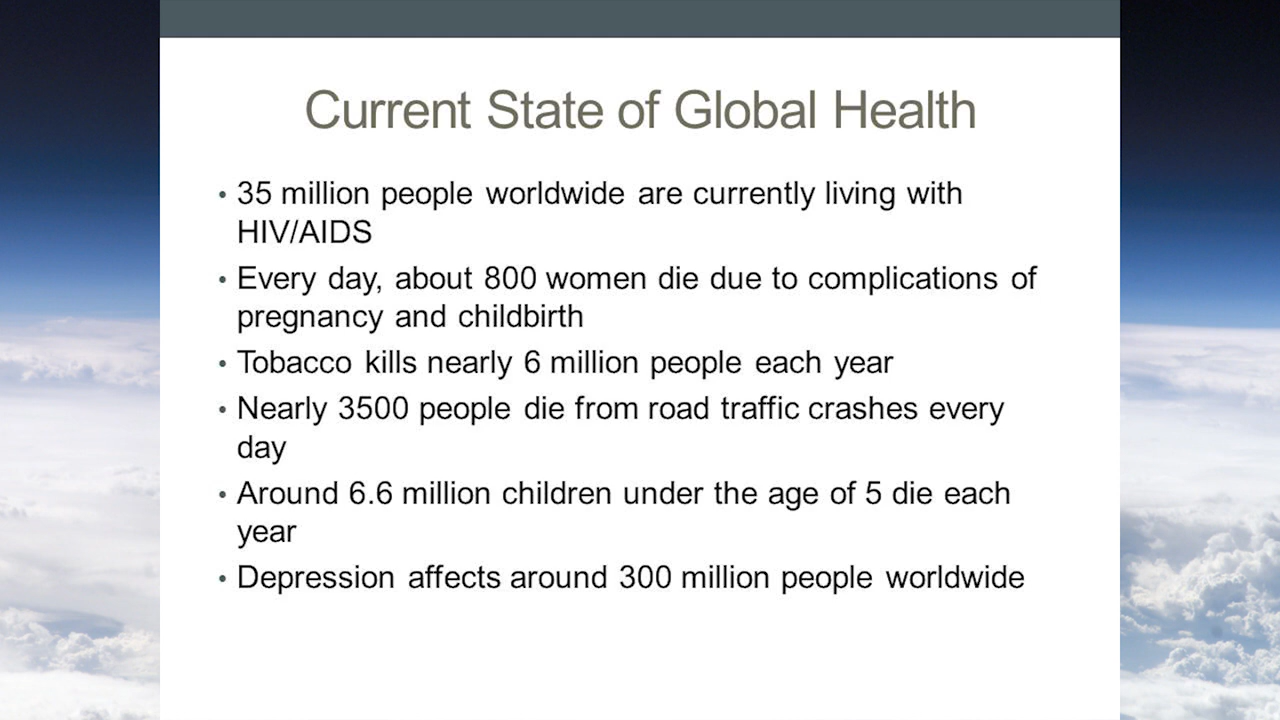 Current State of Global Health
• 35 million people worldwide are currently living with
HIV/AIDS
• Every day, about 800 women die due to complications of
pregnancy and childbirth
• Tobacco kills nearly 6 million people each year
• Nearly 3500 people die from road traffic crashes every
day
• Around 6.6 million children under the age of 5 die each
year
• Depression affects around 300 million people worldwide